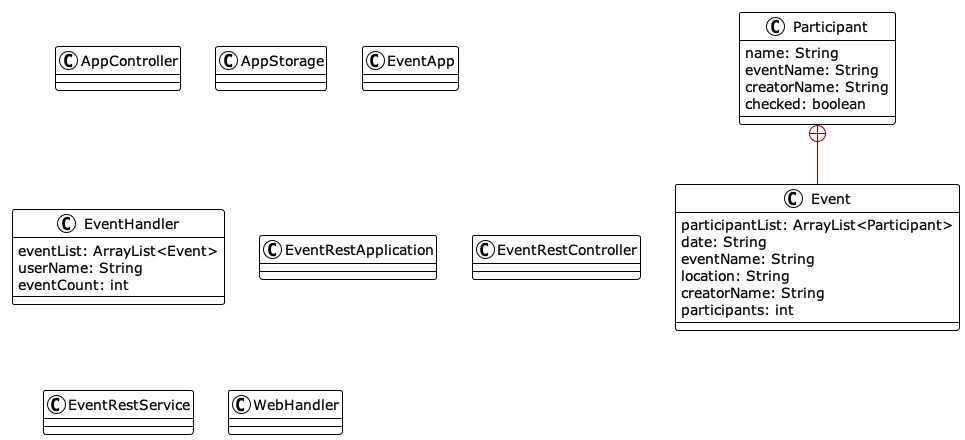 C AppController
C AppStorage
C EventApp
C Participant
name: String
eventName: String
creatorName: String
checked: boolean
C EventHandler
eventList: ArrayList<Event>
userName: String
eventCount: int
C EventRestApplication
C EventRestController
C Event
participantList: ArrayList<Participant>
date: String
eventName: String
location: String
creatorName: String
participants: int
C EventRestService
C WebHandler